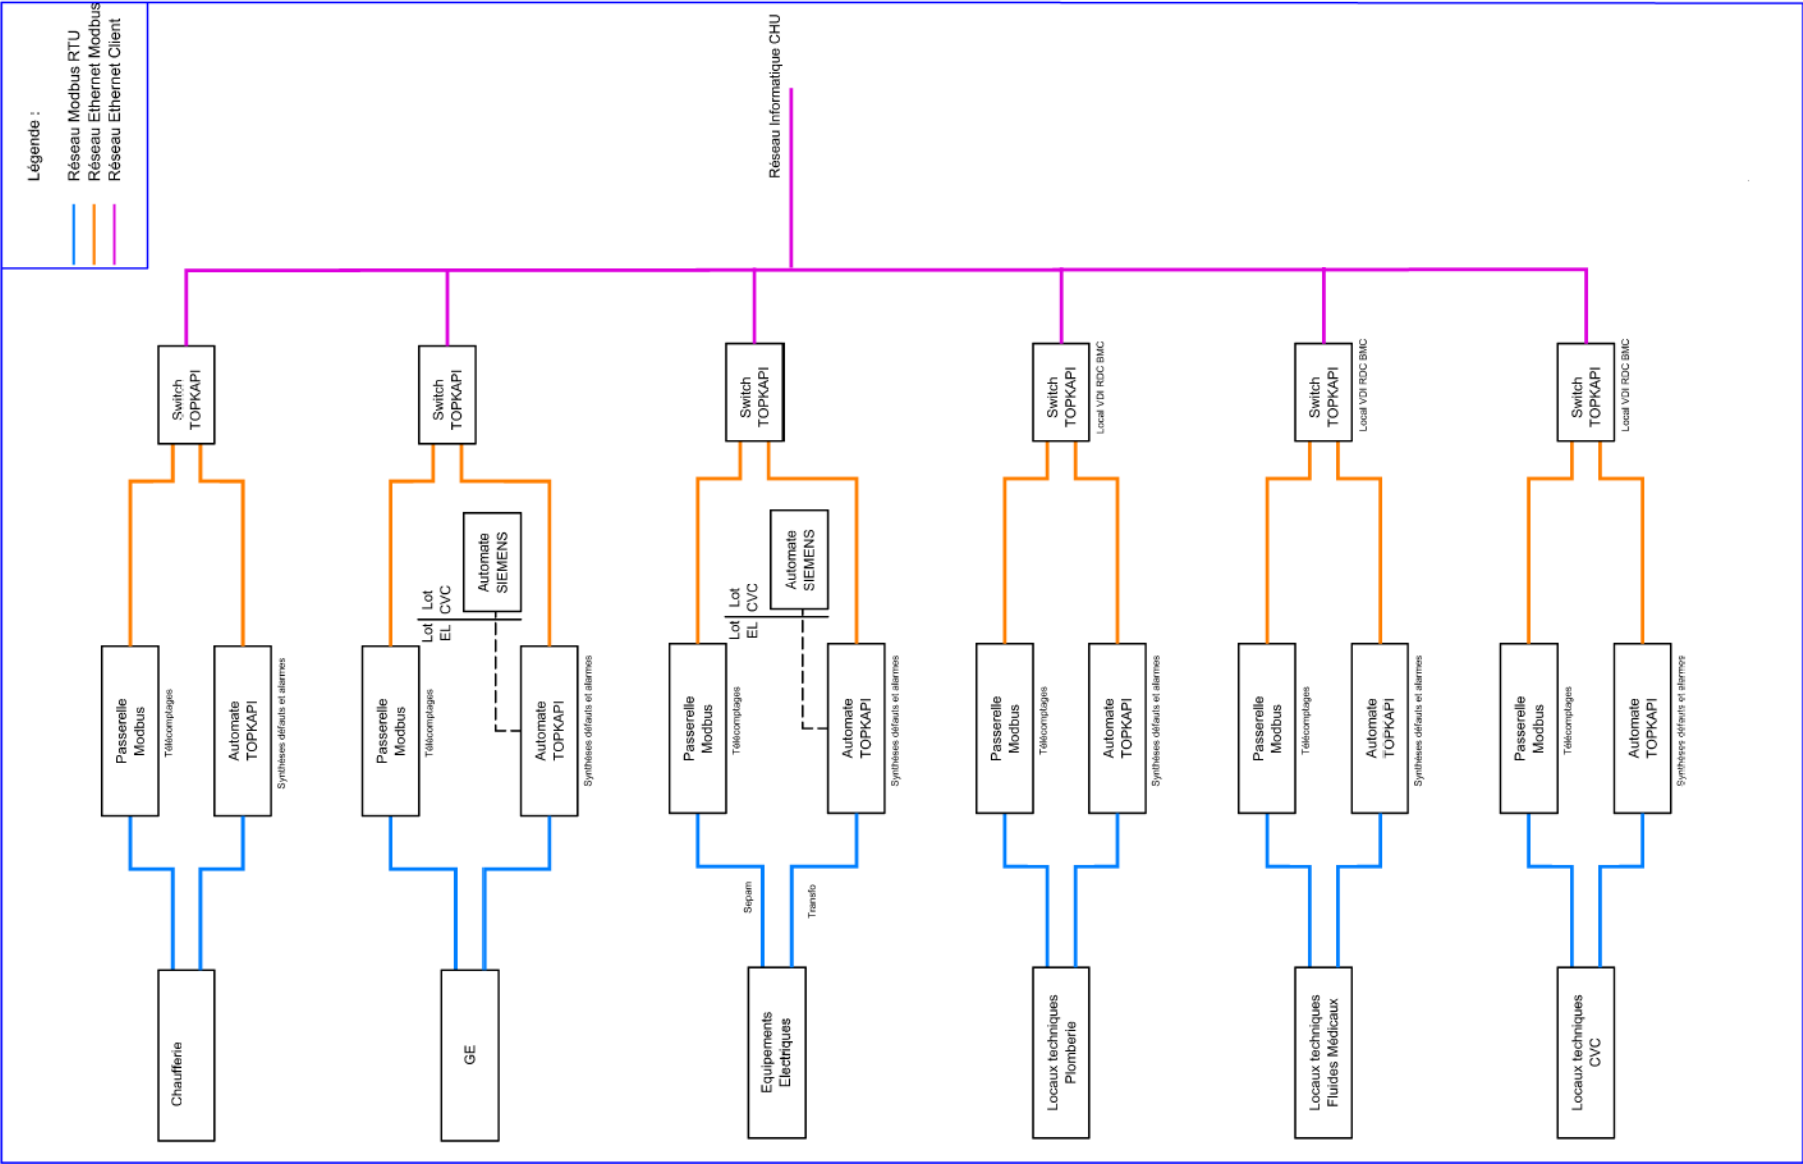 Légende :
Réseau Modbus RTU
Réseau Ethernet Modbus
Réseau Ethernet Client
Réseau Informatique CHU
Switch
TOPKAPI
Switch
TOPKAPI
Switch
TOPKAPI
Switch
TOPKAPI
Local VDI RDC BMC
Switch
TOPKAPI
Local VDI RDC BMC
Switch
TOPKAPI
Local VDI RDC BMC
Lot
EL
Lot
CVC
Automate
SIEMENS
Lot
EL
Lot
CVC
Automate
SIEMENS
Passerelle
Modbus
Télécomptages
Automate
TOPKAPI
Synthèses défauts et alarmes
Passerelle
Modbus
Télécomptages
Automate
TOPKAPI
Synthèses défauts et alarmes
Passerelle
Modbus
Télécomptages
Automate
TOPKAPI
Synthèses défauts et alarmes
Passerelle
Modbus
Télécomptages
Automate
TOPKAPI
Synthèses défauts et alarmes
Passerelle
Modbus
Télécomptages
Automate
TOPKAPI
Synthèses défauts et alarmes
Passerelle
Modbus
Télécomptages
Automate
TOPKAPI
Synthèses défauts et alarmes
Sepam
Transfo
Chaufferie
GE
Equipements
Electriques
Locaux techniques
Plomberie
Locaux techniques
Fluides Médicaux
Locaux techniques
CVC